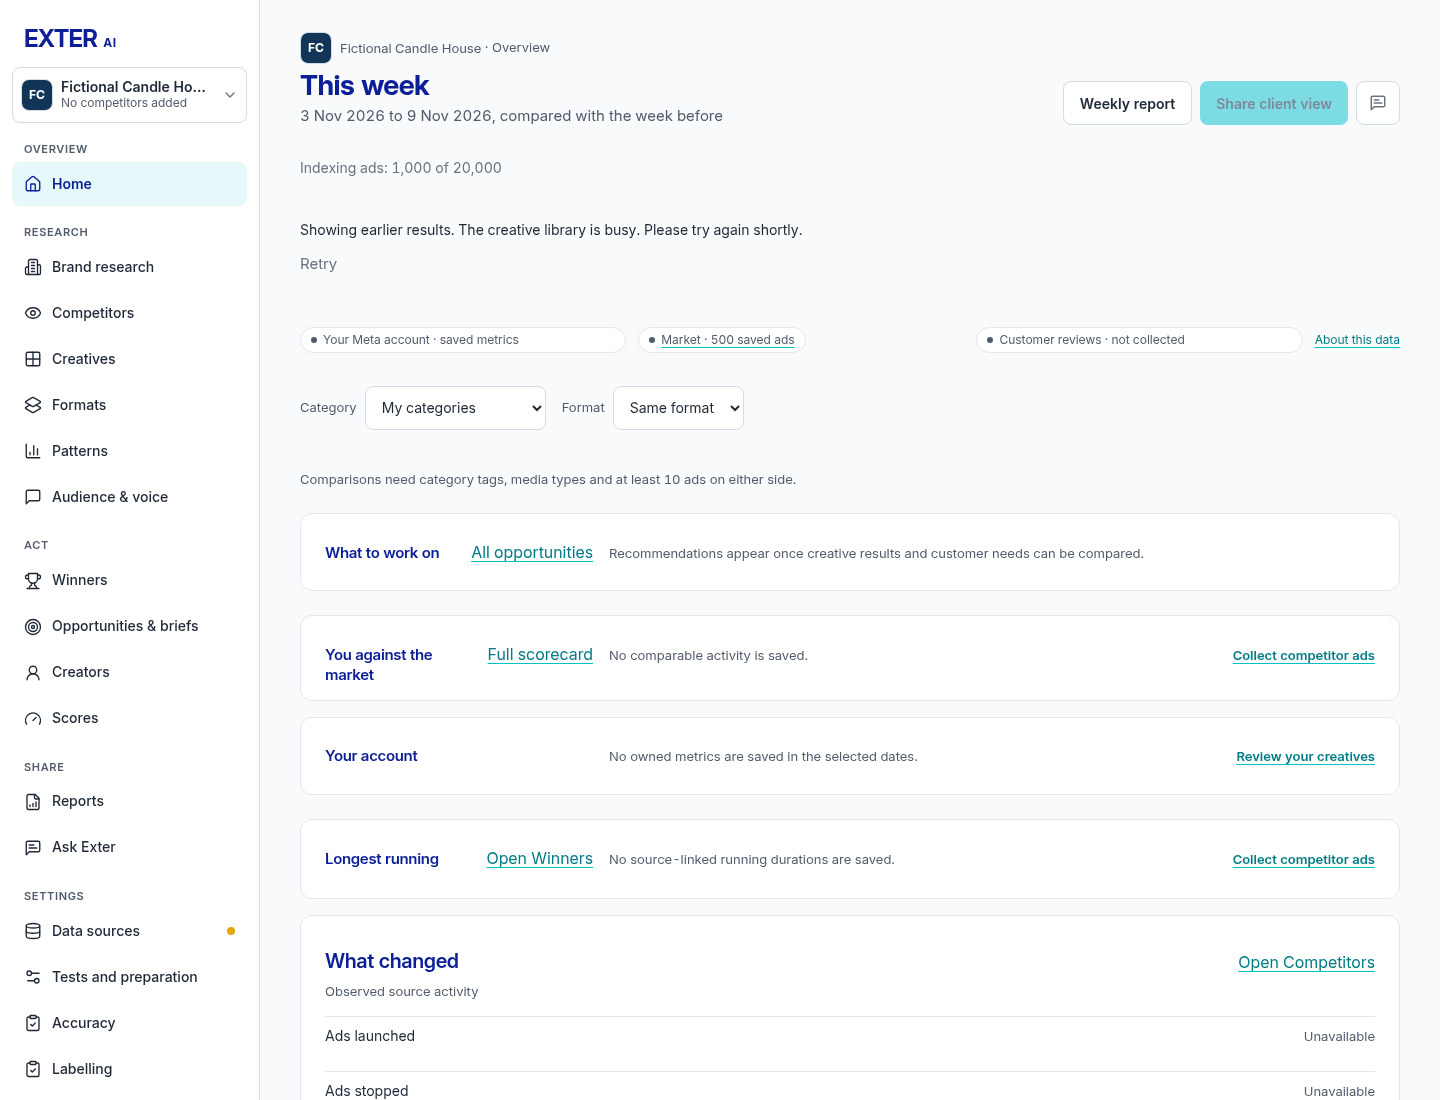 EXTER AI
FC
Fictional Candle Ho...
No competitors added
OVERVIEW
Home
RESEARCH
Brand research
Competitors
Creatives
Formats
Patterns
Audience & voice
ACT
Winners
Opportunities & briefs
Creators
Scores
SHARE
Reports
Ask Exter
SETTINGS
Data sources
Tests and preparation
Accuracy
Labelling
FC Fictional Candle House · Overview
This week
3 Nov 2026 to 9 Nov 2026, compared with the week before
Weekly report
Share client view
Indexing ads: 1,000 of 20,000
Showing earlier results. The creative library is busy. Please try again shortly.
Retry
Your Meta account · saved metrics
Market · 500 saved ads
Customer reviews · not collected
About this data
Category My categories
Format Same format
Comparisons need category tags, media types and at least 10 ads on either side.
What to work on
All opportunities
Recommendations appear once creative results and customer needs can be compared.
You against the
market
Full scorecard
No comparable activity is saved.
Collect competitor ads
Your account
No owned metrics are saved in the selected dates.
Review your creatives
Longest running
Open Winners
No source-linked running durations are saved.
Collect competitor ads
What changed
Open Competitors
Observed source activity
Ads launched Unavailable
Ads stopped Unavailable